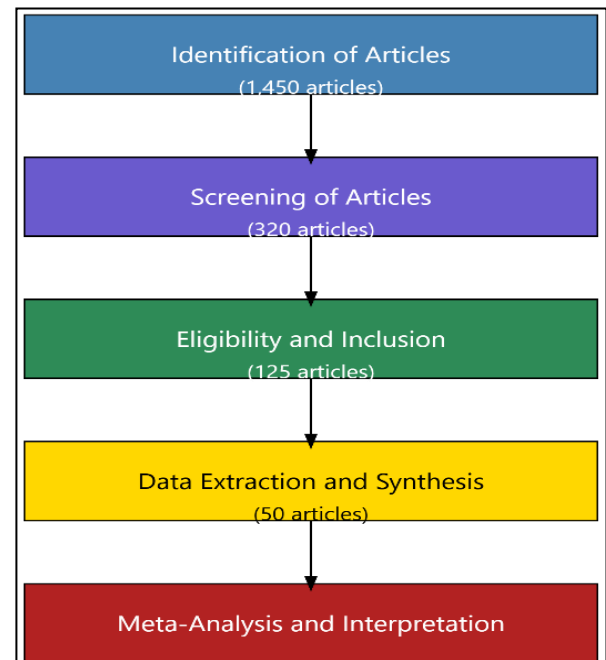 Identification of Articles
(1,450 articles)
Screening of Articles
(320 articles)
Eligibility and Inclusion
(125 articles)
Data Extraction and Synthesis
(50 articles)
Meta-Analysis and Interpretation